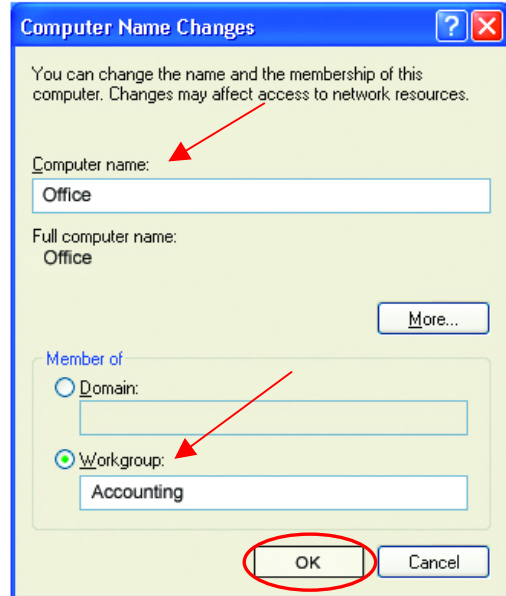 Computer Name Changes
You can change the name and the membership of this
computer. Changes may affect access to network resources.
Computer name:
Office
Full computer name:
Office
More...
Member of
Domain:
Workgroup:
Accounting
OK Cancel